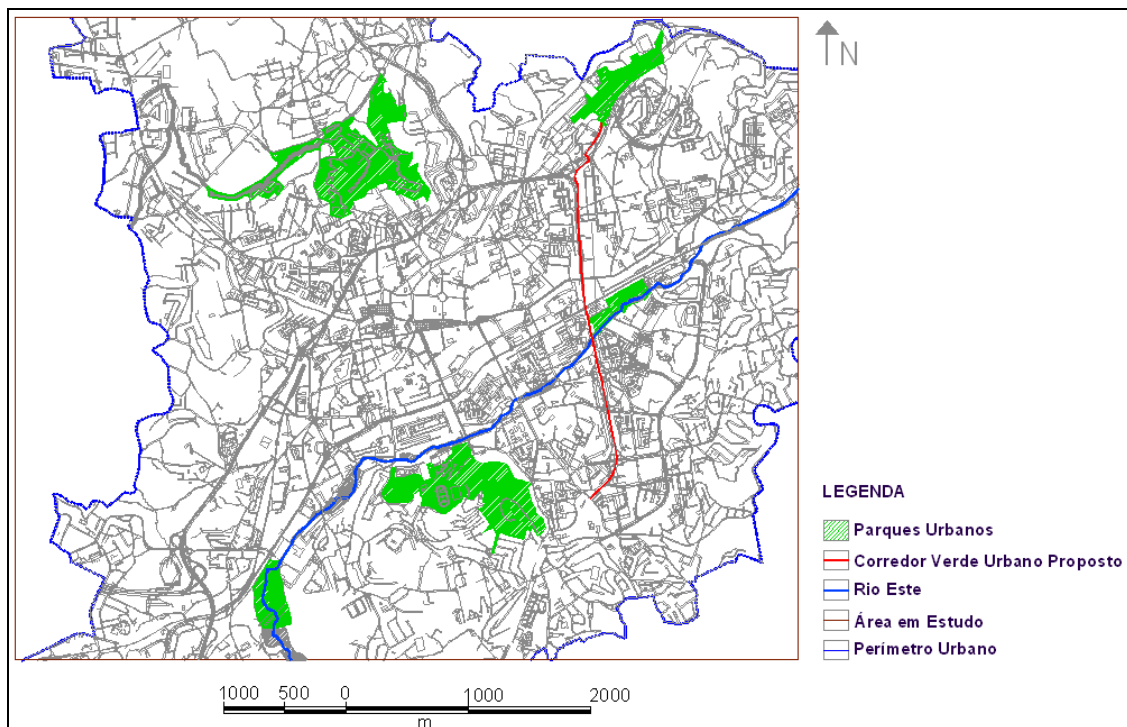 N
LEGENDA
Parques Urbanos
Corredor Verde Urbano Proposto
Rio Este
Área em Estudo
Perímetro Urbano
1000 500 0 1000 2000
m